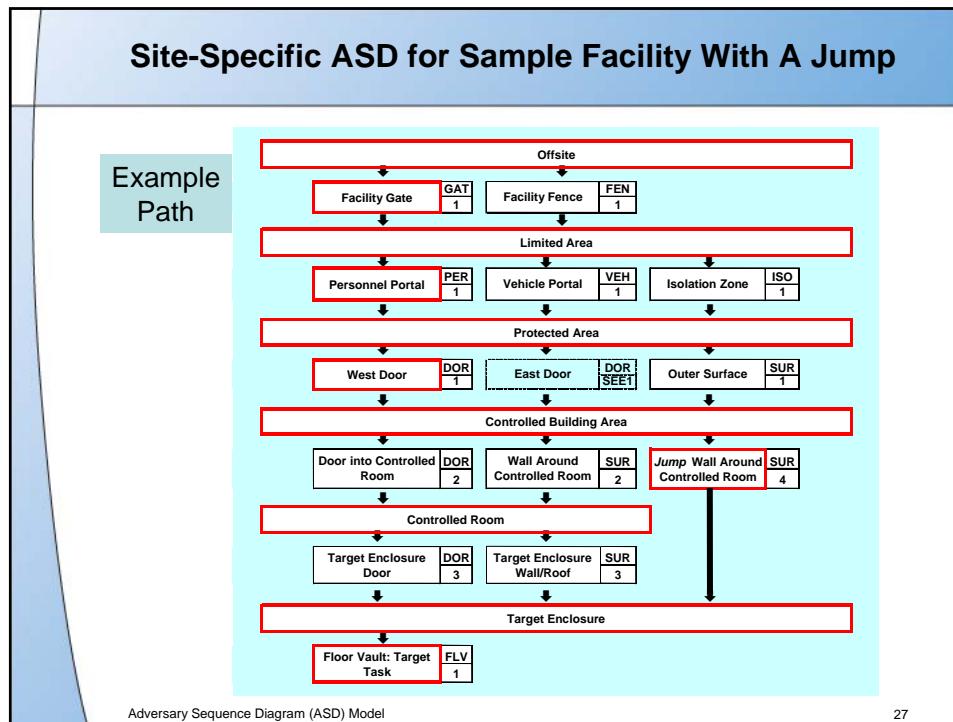 Site-Specific ASD for Sample Facility With A Jump
Example
Path
Offsite
Facility Gate
GAT
1
Facility Fence
FEN
1
Limited Area
Personnel Portal
PER
1
Vehicle Portal
VEH
1
Isolation Zone
ISO
1
Protected Area
West Door
DOR
1
East Door
DOR
SEE1
Outer Surface
SUR
1
Controlled Building Area
Door into Controlled
Room
DOR
2
Wall Around
Controlled Room
SUR
2
Jump Wall Around
Controlled Room
SUR
4
Controlled Room
Target Enclosure
Door
DOR
3
Target Enclosure
Wall/Roof
SUR
3
Target Enclosure
Floor Vault: Target
Task
FLV
1
Adversary Sequence Diagram (ASD) Model
27